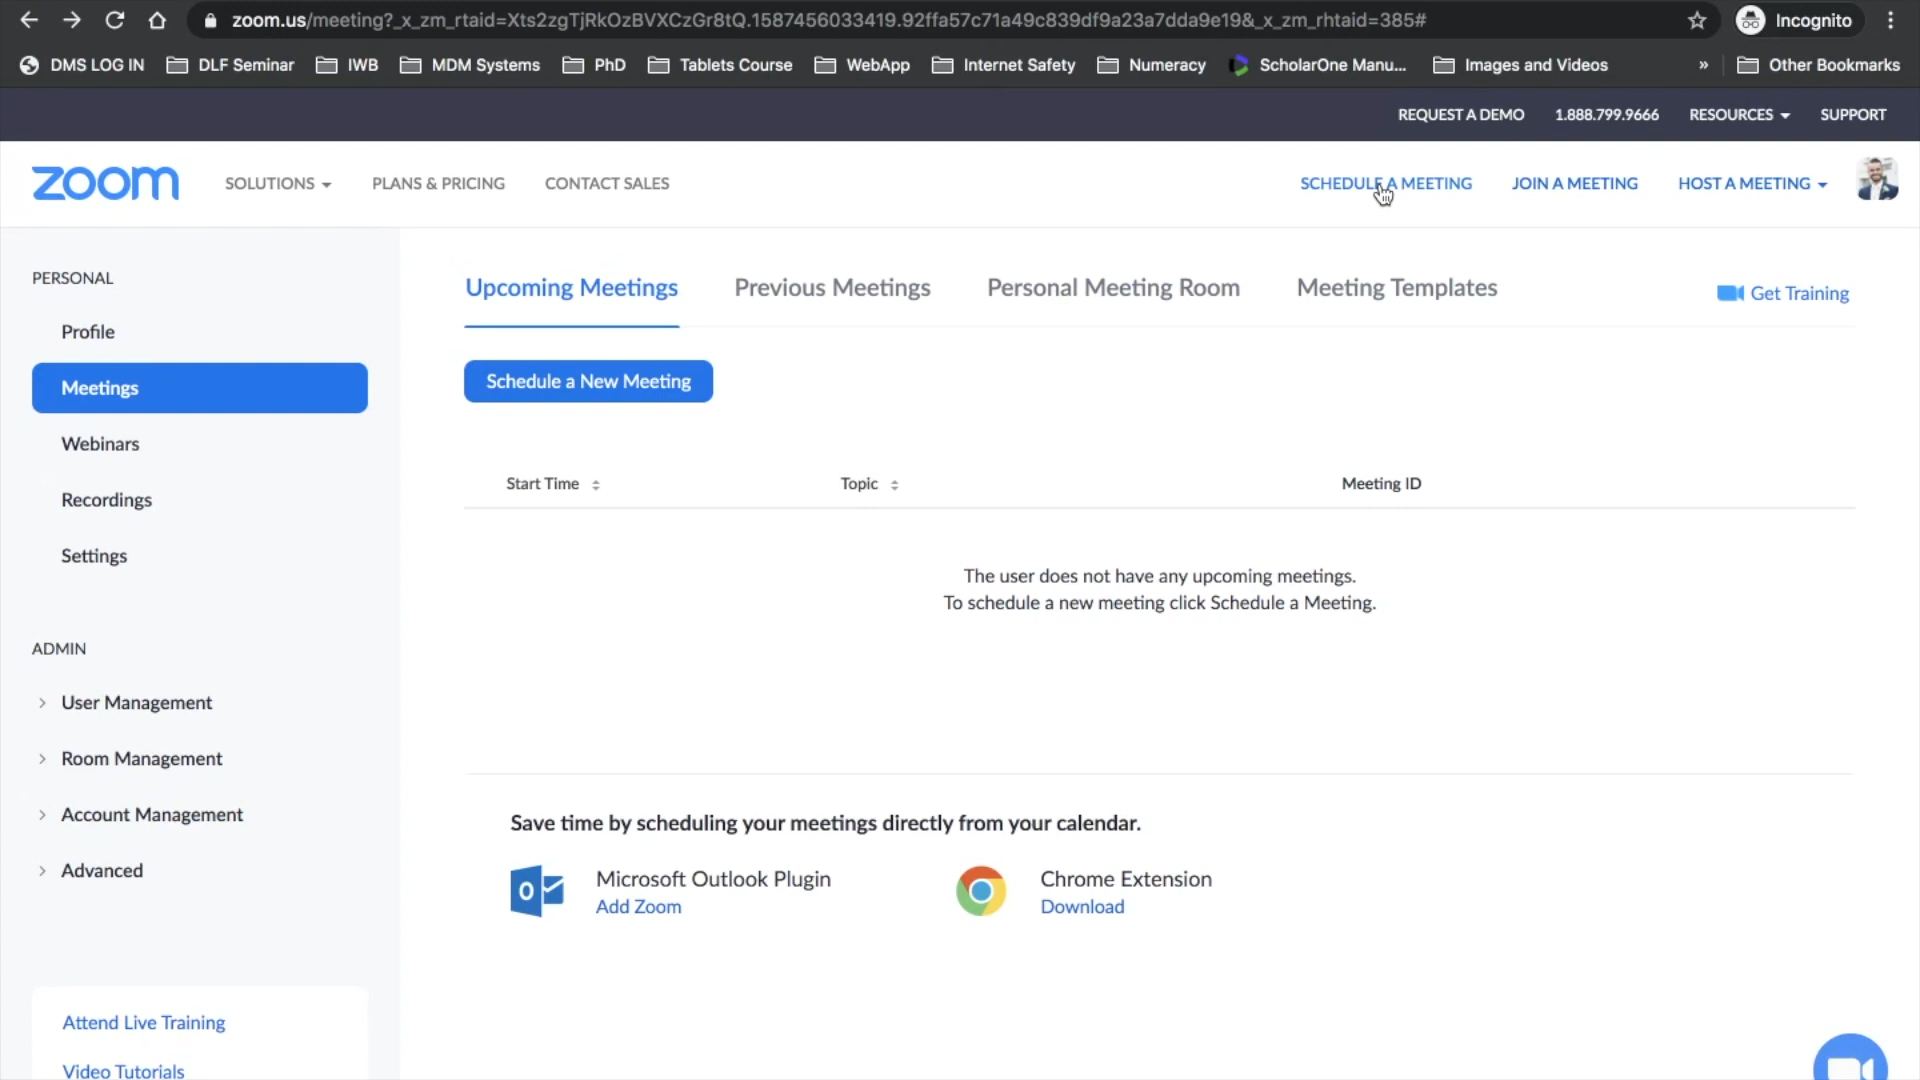 zoom.us/meeting?_x_zm_rtaid=Xts2zgTjRkOzBVXCzGr8tQ.1587456033419.92ffa57c71a49c839df9a23a7dda9e19&_x_zm_rhtaid=385#
Incognito
DMS LOG IN
DLF Seminar
IWB
MDM Systems
PhD
Tablets Course
WebApp
Internet Safety
Numeracy
ScholarOne Manu...
Images and Videos
»
Other Bookmarks
REQUEST A DEMO
1.888.799.9666
RESOURCES
SUPPORT
zoom
SOLUTIONS
PLANS & PRICING
CONTACT SALES
SCHEDULE A MEETING
JOIN A MEETING
HOST A MEETING
PERSONAL
Profile
Meetings
Webinars
Recordings
Settings
ADMIN
User Management
Room Management
Account Management
Advanced
Attend Live Training
Video Tutorials
Upcoming Meetings
Previous Meetings
Personal Meeting Room
Meeting Templates
Get Training
Schedule a New Meeting
Start Time
Topic
Meeting ID
The user does not have any upcoming meetings.
To schedule a new meeting click Schedule a Meeting.
Save time by scheduling your meetings directly from your calendar.
Microsoft Outlook Plugin
Add Zoom
Chrome Extension
Download